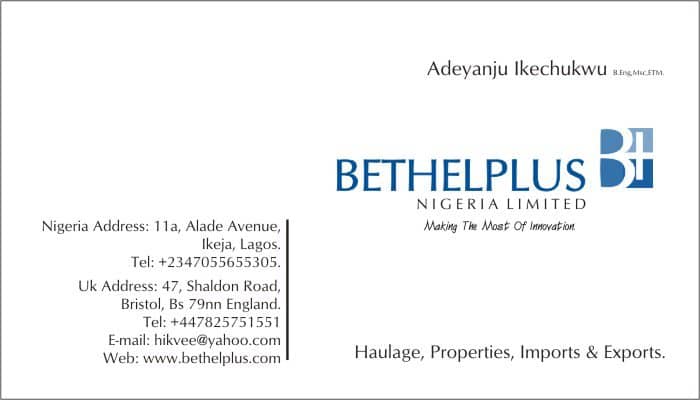 Adeyanju Ikechukwu B.Eng,Msc,ETM.
BETHELPLUS
NIGERIA LIMITED
Making The Most Of Innovation.
Nigeria Address: 11a, Alade Avenue,
Ikeja, Lagos.
Tel: +2347055655305.
Uk Address: 47, Shaldon Road,
Bristol, Bs 79nn England.
Tel: +447825751551
E-mail: hikvee@yahoo.com
Web: www.bethelplus.com
Haulage, Properties, Imports & Exports.